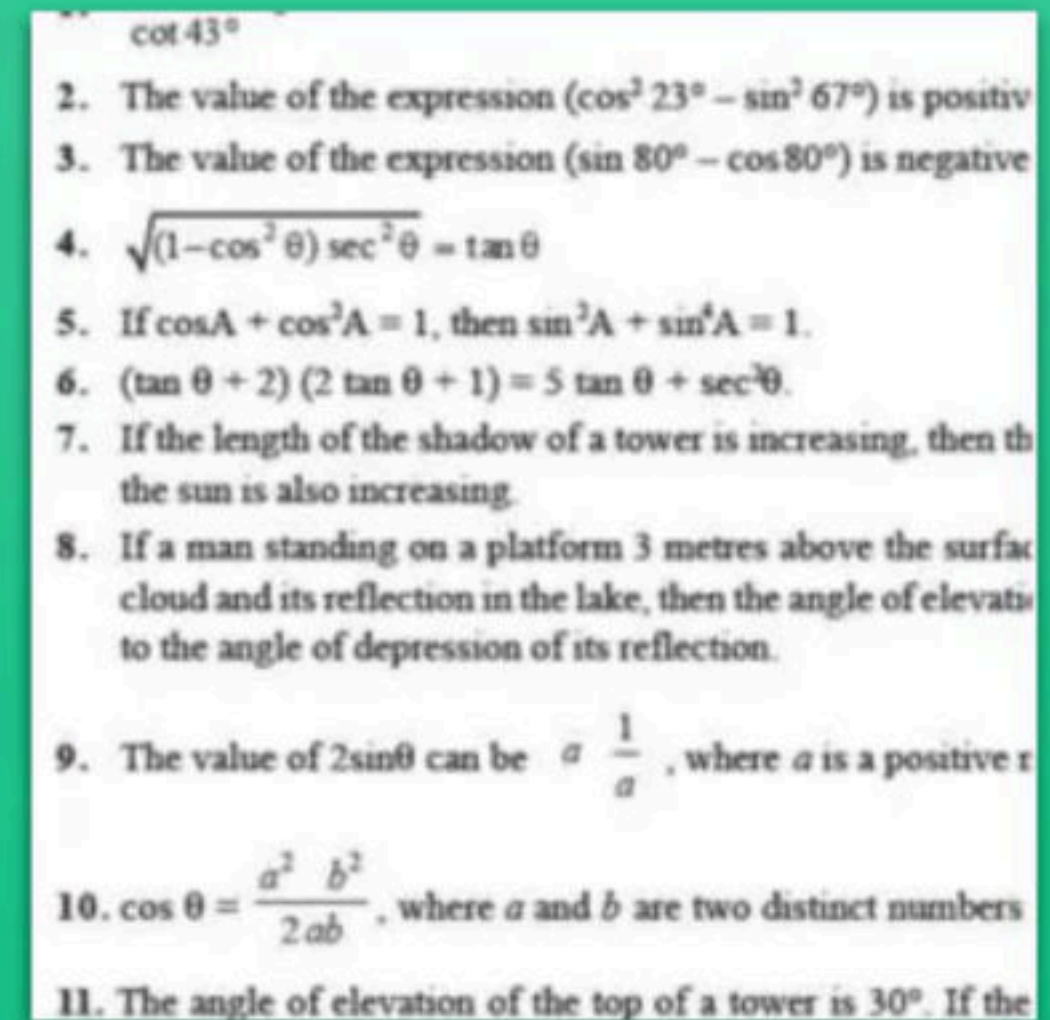 cot 43°
2. The value of the expression (cos² 23° – sin² 67°) is positiv
3. The value of the expression (sin 80° – cos 80°) is negative
4. √(1–cos² θ) sec² θ = tan θ
5. If cosA + cos²A = 1, then sin²A + sin⁴A = 1.
6. (tan θ + 2) (2 tan θ + 1) = 5 tan θ + sec²θ.
7. If the length of the shadow of a tower is increasing, then th
the sun is also increasing.
8. If a man standing on a platform 3 metres above the surfac
cloud and its reflection in the lake, then the angle of elevati
to the angle of depression of its reflection.
9. The value of 2sinθ can be a 1/a , where a is a positive
10. cos θ = a² b²/2ab , where a and b are two distinct numbers
11. The angle of elevation of the top of a tower is 30°. If the